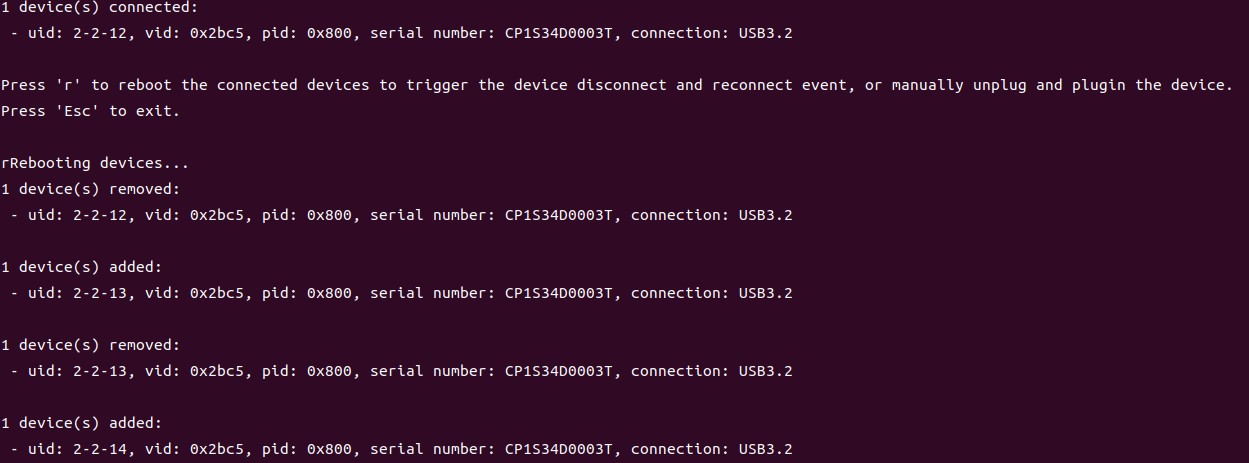 1 device(s) connected:
 - uid: 2-2-12, vid: 0x2bc5, pid: 0x800, serial number: CP1S34D0003T, connection: USB3.2
Press 'r' to reboot the connected devices to trigger the device disconnect and reconnect event, or manually unplug and plugin the device.
Press 'Esc' to exit.
rRebooting devices...
1 device(s) removed:
 - uid: 2-2-12, vid: 0x2bc5, pid: 0x800, serial number: CP1S34D0003T, connection: USB3.2
1 device(s) added:
 - uid: 2-2-13, vid: 0x2bc5, pid: 0x800, serial number: CP1S34D0003T, connection: USB3.2
1 device(s) removed:
 - uid: 2-2-13, vid: 0x2bc5, pid: 0x800, serial number: CP1S34D0003T, connection: USB3.2
1 device(s) added:
 - uid: 2-2-14, vid: 0x2bc5, pid: 0x800, serial number: CP1S34D0003T, connection: USB3.2